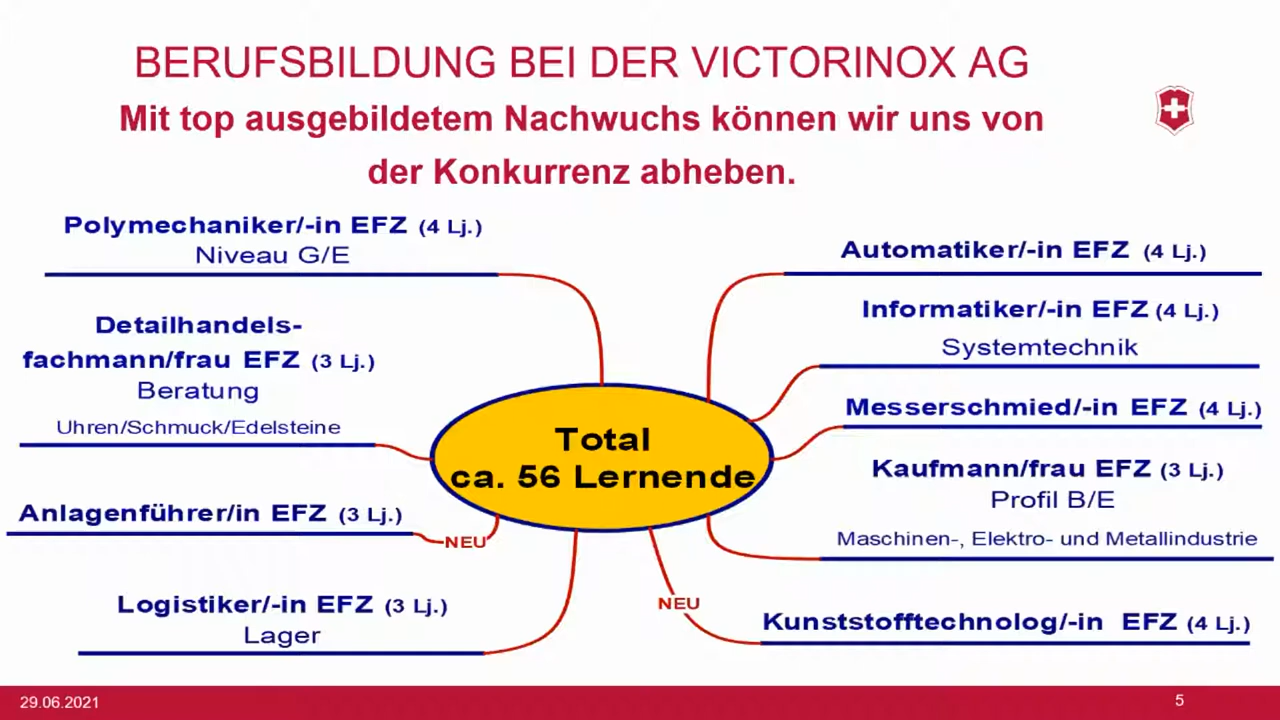 BERUFSBILDUNG BEI DER VICTORINOX AG
Mit top ausgebildetem Nachwuchs können wir uns von
der Konkurrenz abheben.
Polymechaniker/-in EFZ (4 Lj.)
Niveau G/E
Detailhandels-
fachmann/frau EFZ (3 Lj.)
Beratung
Uhren/Schmuck/Edelsteine
Anlagenführer/in EFZ (3 Lj.)
NEU
Logistiker/-in EFZ (3 Lj.)
Lager
Total
ca. 56 Lernende
Automatiker/-in EFZ (4 Lj.)
Informatiker/-in EFZ (4 Lj.)
Systemtechnik
Messerschmied/-in EFZ (4 Lj.)
Kaufmann/frau EFZ (3 Lj.)
Profil B/E
Maschinen-, Elektro- und Metallindustrie
NEU
Kunststofftechnolog/-in EFZ (4 Lj.)
29.06.2021
5